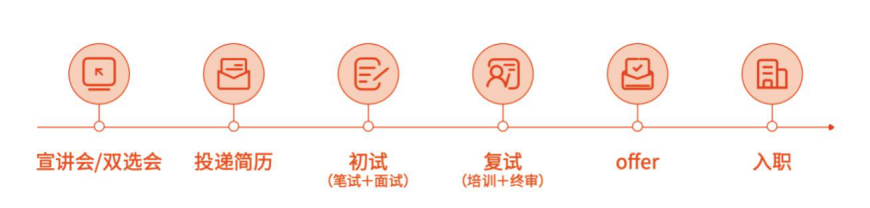 宣讲会/双选会
投递简历
初试
（笔试＋面试）
复试
（培训＋终审）
offer
入职